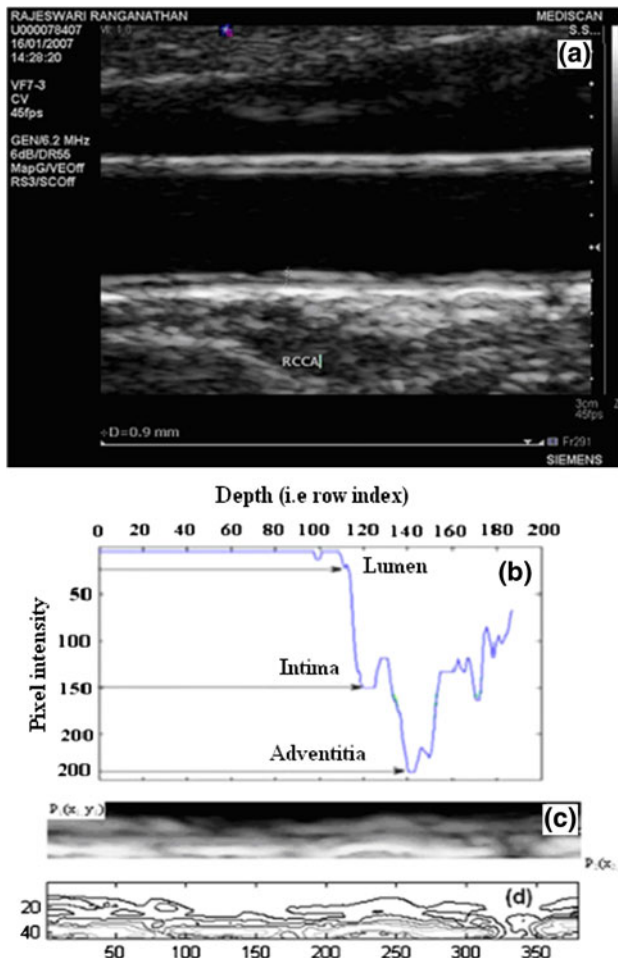 RAJESWARI RANGANATHAN MEDISCAN
U000078407 S.S...
16/01/2007
14:28:20
(a)
VF7-3
CV
45fps
GEN/6.2 MHz
6dB/DR55
MapG/VEOff
RS3/SCOff
RCCA
3cm
45fps
÷D=0.9 mm
Fr291
SIEMENS
Depth (i.e row index)
0 20 40 60 80 100 120 140 160 180 200
Lumen (b)
50
100
Pixel intensity
Intima
150
200
Adventitia
200
(c)
(d)
20
40
50 100 150 200 250 300 350